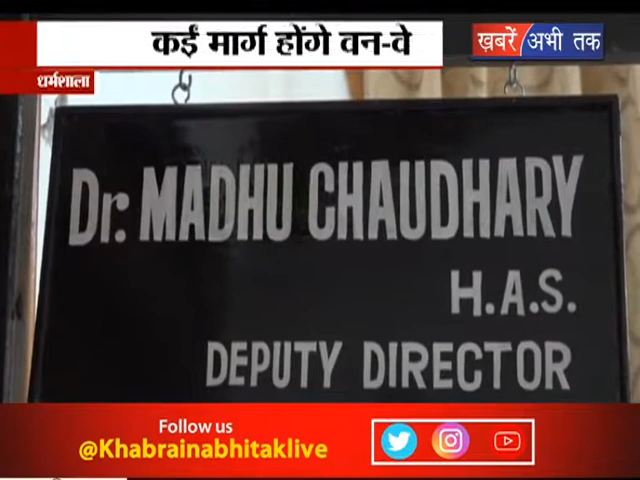 कईं मार्ग होंगे वन-वे
ख़बरें अभी तक
धर्मशाला
Dr. MADHU CHAUDHARY
H.A.S.
DEPUTY DIRECTOR
Follow us
@Khabrainabhitaklive